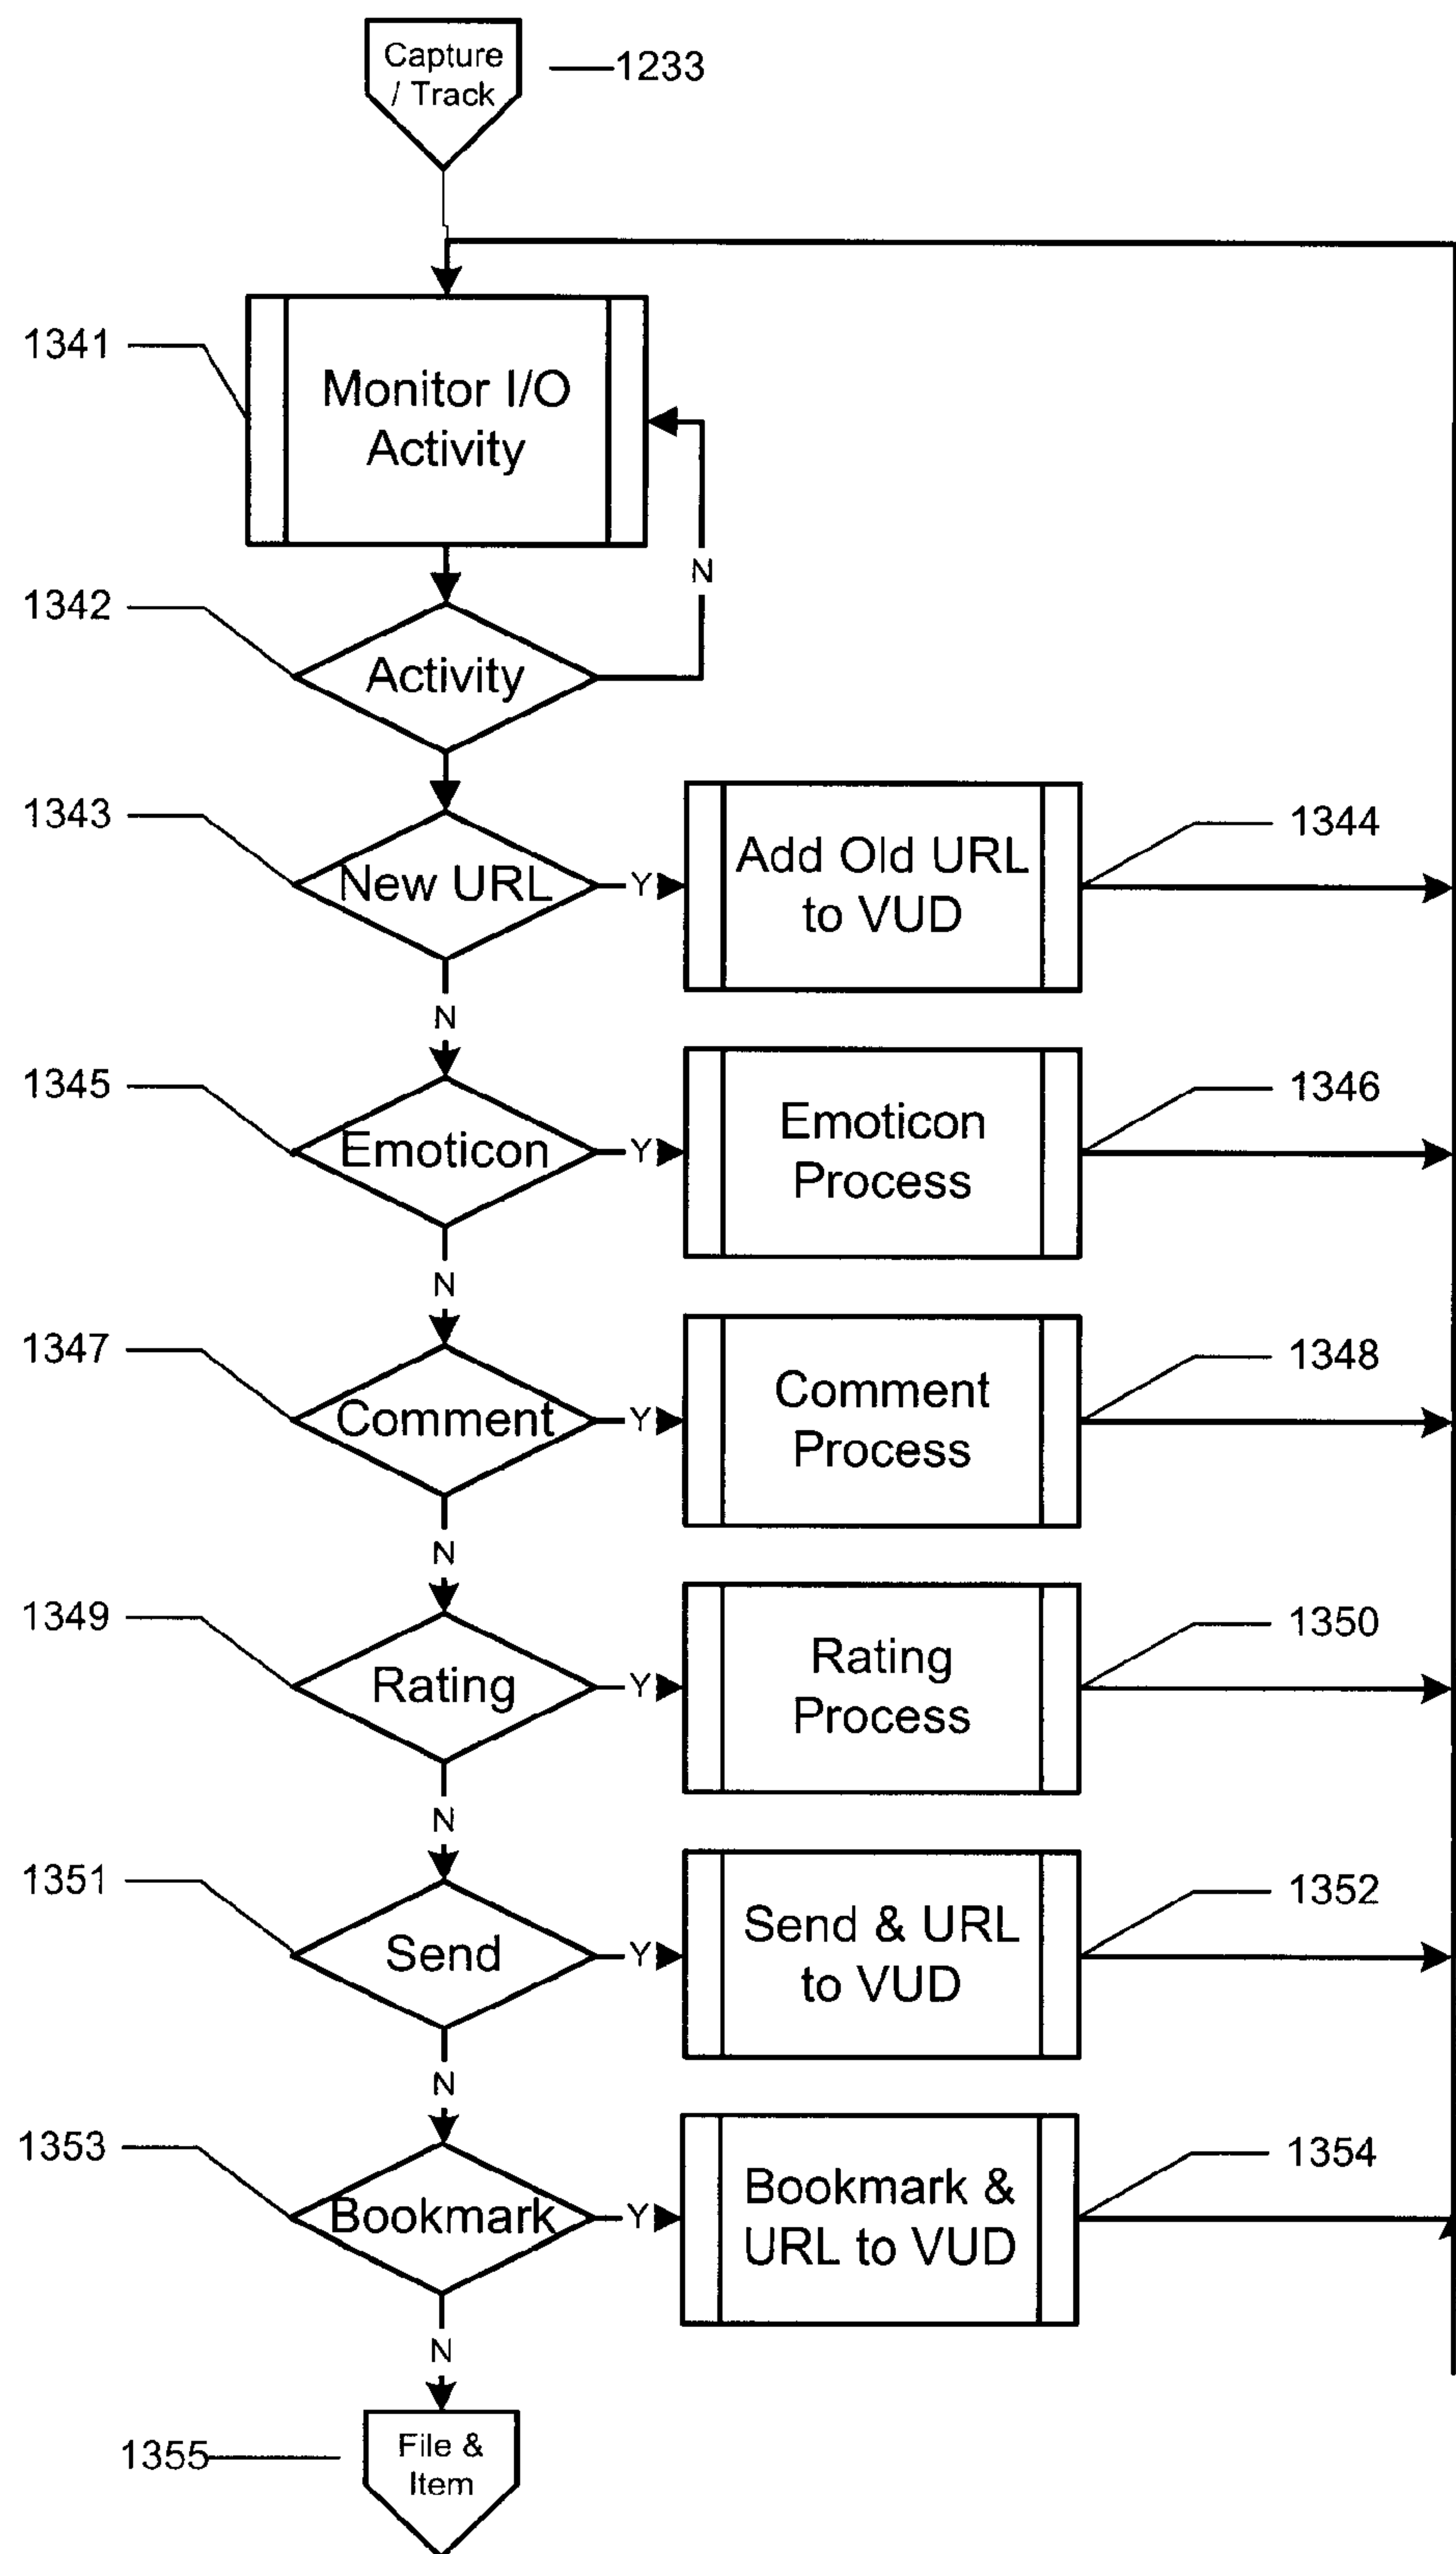 Capture
/ Track
1233
1341
Monitor I/O
Activity
N
1342
Activity
1343
New URL
Y
Add Old URL
to VUD
1344
N
1345
Emoticon
Y
Emoticon
Process
1346
N
1347
Comment
Y
Comment
Process
1348
N
1349
Rating
Y
Rating
Process
1350
N
1351
Send
Y
Send & URL
to VUD
1352
N
1353
Bookmark
Y
Bookmark &
URL to VUD
1354
N
1355
File &
Item